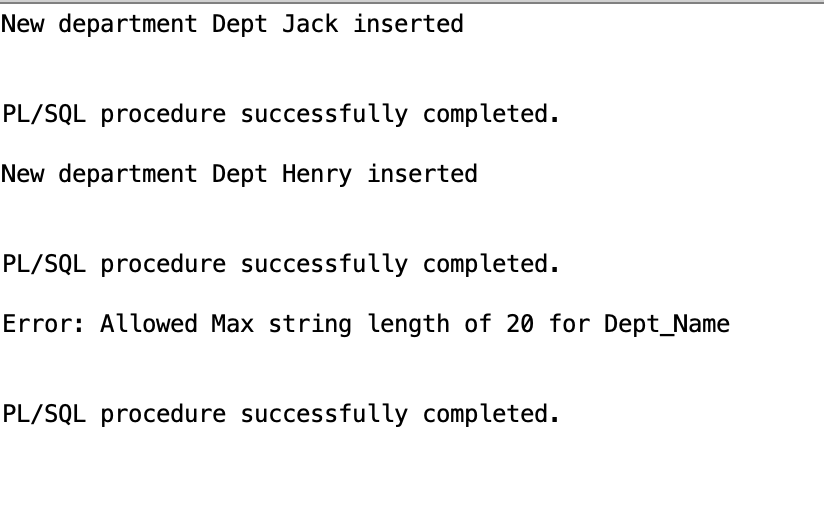 New department Dept Jack inserted
PL/SQL procedure successfully completed.
New department Dept Henry inserted
PL/SQL procedure successfully completed.
Error: Allowed Max string length of 20 for Dept_Name
PL/SQL procedure successfully completed.